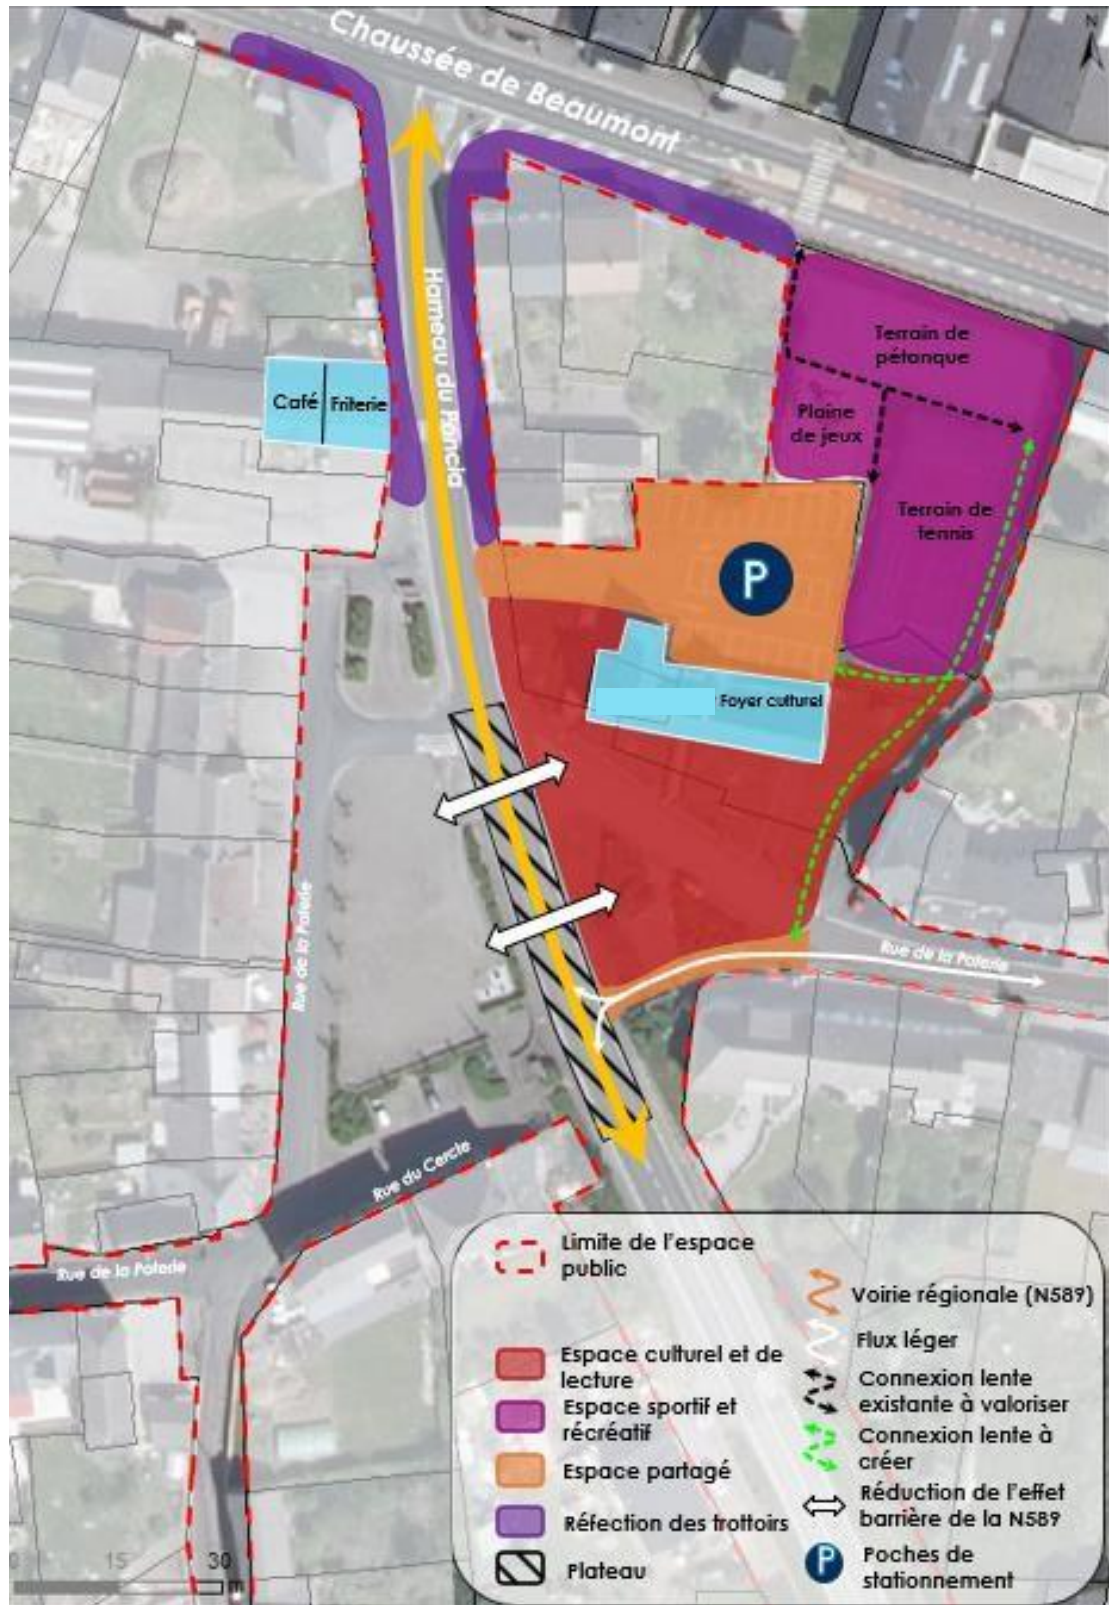 N
Chaussée de Beaumont
Hameau du Poncia
Terrain de
pétanque
Café
Friterie
Plaine
de jeux
Terrain de
tennis
P
Foyer culturel
Rue de la Poterie
Rue de la Poterie
Rue du Cercle
Rue de la Poterie
Limite de l'espace
public
Espace culturel et de
lecture
Espace sportif et
récréatif
Espace partagé
Réfection des trottoirs
Plateau
Voirie régionale (N589)
Flux léger
Connexion lente
existante à valoriser
Connexion lente à
créer
Réduction de l'effet
barrière de la N589
P
Poches de
stationnement
0 15 30
m